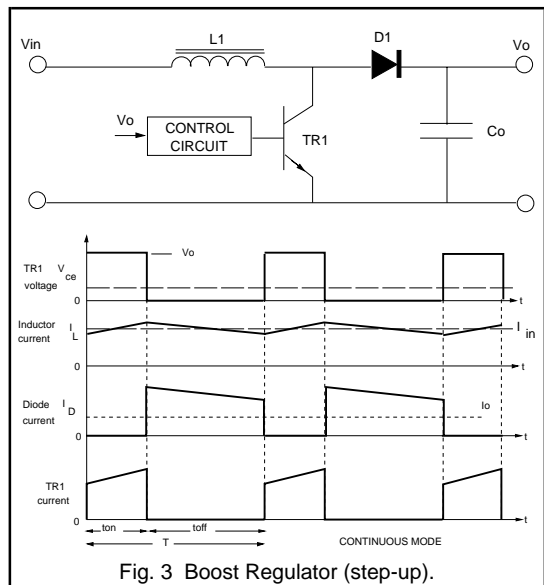 Vin
L1
D1
Vo
Vo
CONTROL
CIRCUIT
TR1
Co
Vo
TR1
voltage
V
ce
0
t
Inductor
current
I
L
I
in
0
t
Diode
current
I
D
Io
0
t
TR1
current
0
t
ton
toff
T
CONTINUOUS MODE
Fig. 3 Boost Regulator (step-up).